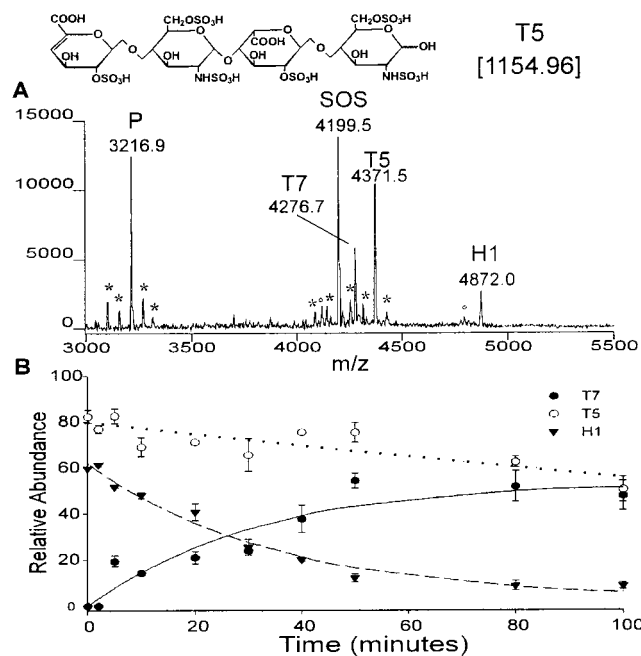 COOH CH₂OSO₃H CH₂OSO₃H T5
O O COOH O O OH
OH OH OH OH
OSO₃H NHSO₃H OSO₃H NHSO₃H [1154.96]
A
SOS
15000 P 4199.5
3216.9 T5
T7 4371.5
10000 4276.7
H1
5000 4872.0
* * * * * ° * * * * °
0
3000 3500 4000 4500 5000 5500
m/z
B
100 ● T7
○ T5
80 ▼ H1
60
40
20
0
Relative Abundance
0 20 40 60 80 100
Time (minutes)